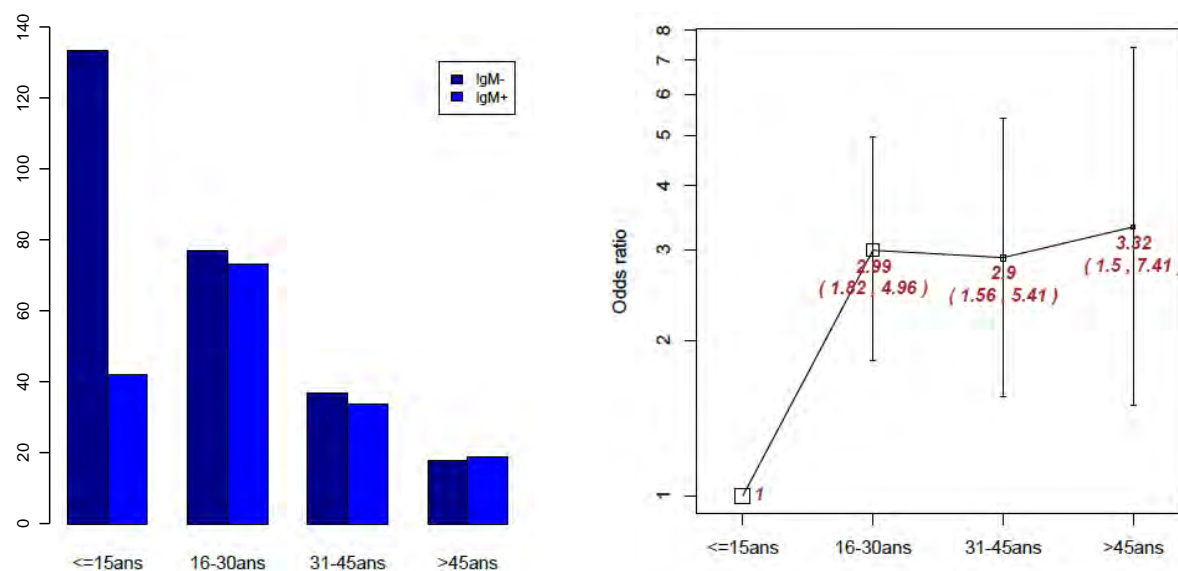 140
120
100
80
60
40
20
0
IgM-
IgM+
<=15ans
16-30ans
31-45ans
>45ans
Odds ratio
8
7
6
5
4
3
2
1
1
2.99
( 1.82 , 4.96 )
2.9
( 1.56 , 5.41 )
3.32
( 1.5 , 7.41 )
<=15ans
16-30ans
31-45ans
>45ans